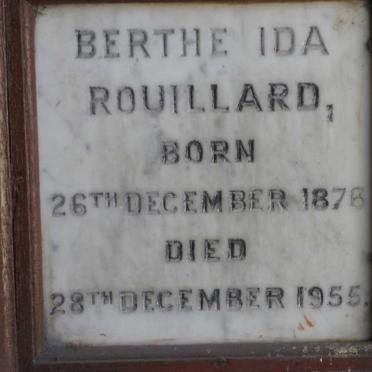 BERTHE IDA
ROUILLARD,
BORN
26TH DECEMBER 1878
DIED
28TH DECEMBER 1955.